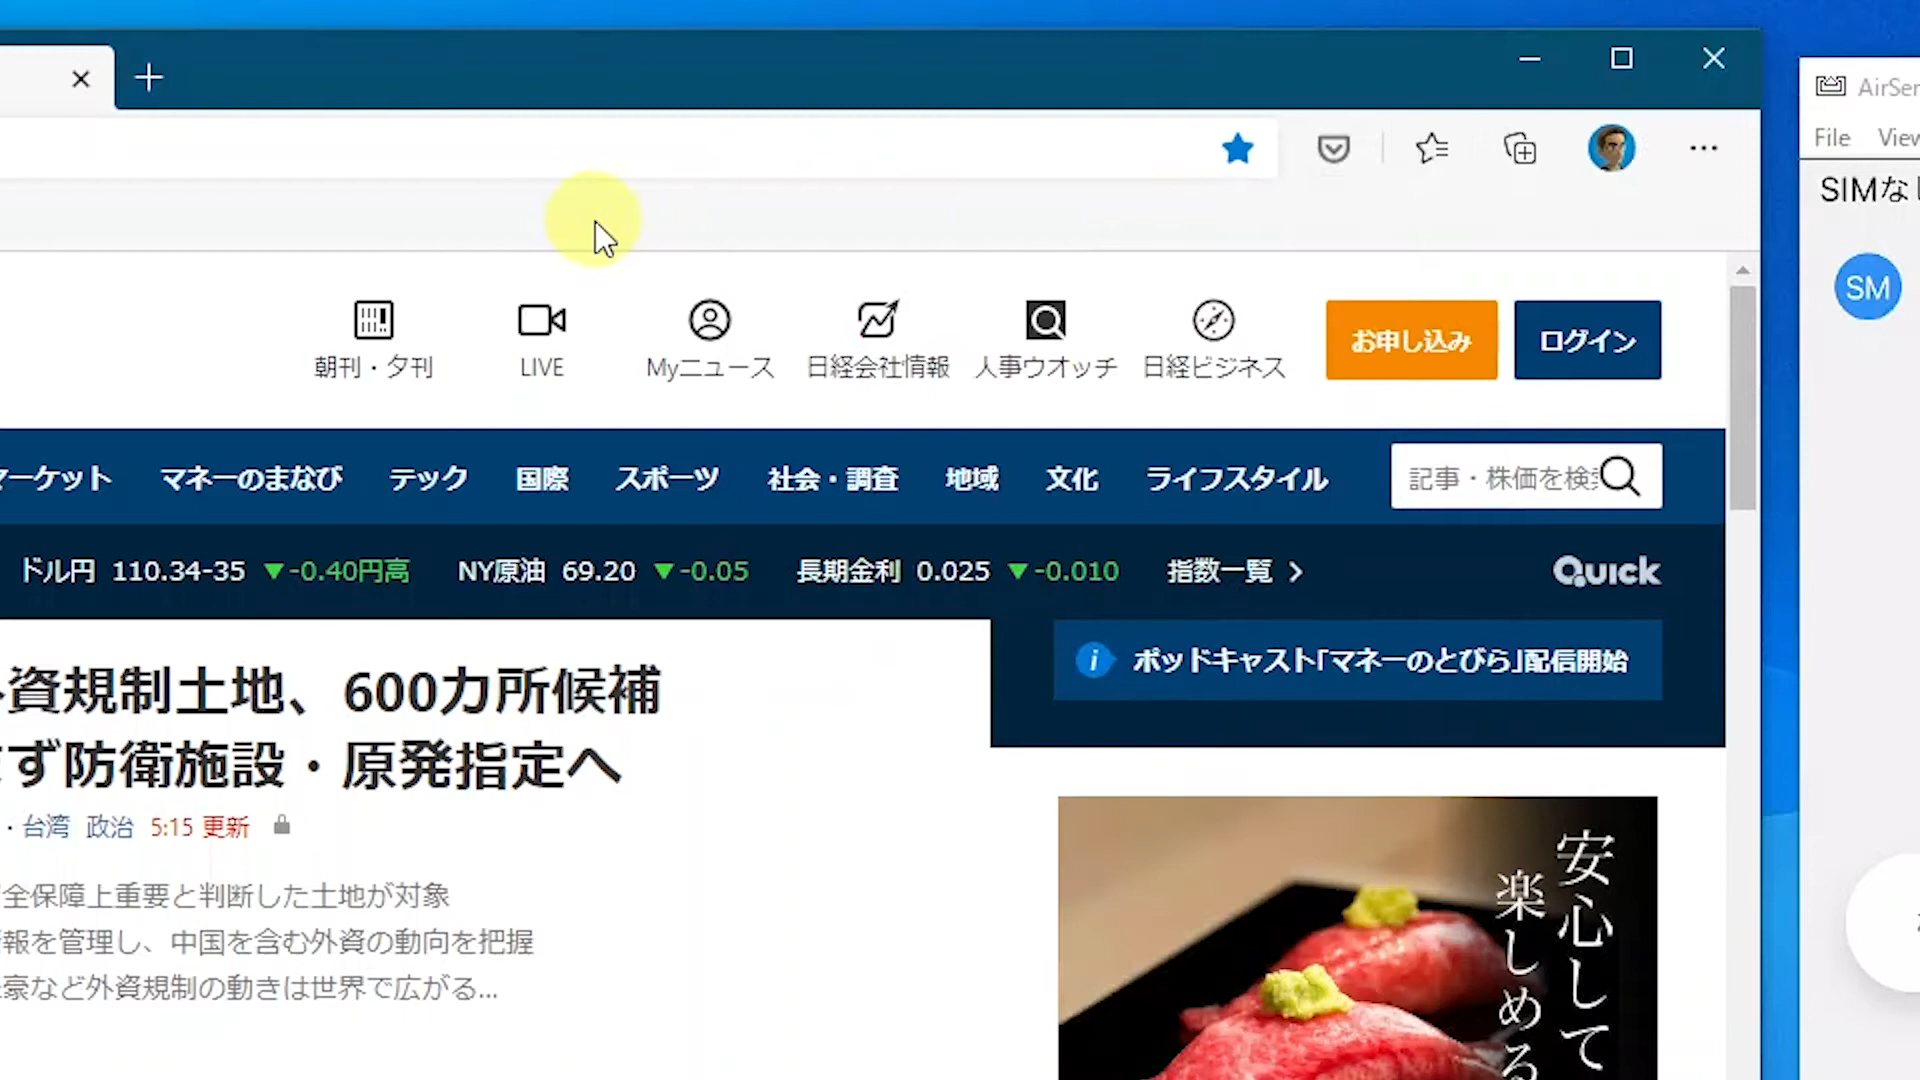 AirSer
File View
SIMなし
SM
朝刊・夕刊
LIVE
Myニュース
日経会社情報
人事ウオッチ
日経ビジネス
お申し込み
ログイン
マーケット マネーのまなび テック 国際 スポーツ 社会・調査 地域 文化 ライフスタイル
記事・株価を検索
ドル円 110.34-35 ▼-0.40円高 NY原油 69.20 ▼-0.05 長期金利 0.025 ▼-0.010 指数一覧 >
QUICK
i ポッドキャスト「マネーのとびら」配信開始
資規制土地、600カ所候補
まず防衛施設・原発指定へ
・台湾 政治 5:15 更新
全保障上重要と判断した土地が対象
報を管理し、中国を含む外資の動向を把握
豪など外資規制の動きは世界で広がる...
安心して
楽しめる